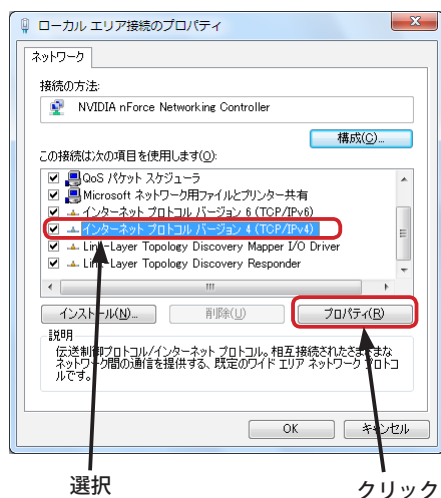 ローカル エリア接続のプロパティ
ネットワーク
接続の方法:
NVIDIA nForce Networking Controller
構成(C)...
この接続は次の項目を使用します(O):
QoS パケット スケジューラ
Microsoft ネットワーク用ファイルとプリンター共有
インターネット プロトコル バージョン 6 (TCP/IPv6)
インターネット プロトコル バージョン 4 (TCP/IPv4)
Link-Layer Topology Discovery Mapper I/O Driver
Link-Layer Topology Discovery Responder
インストール(N)...
削除(U)
プロパティ(R)
説明
伝送制御プロトコル/インターネット プロトコル。相互接続されたさまざまな
ネットワーク間の通信を提供する、既定のワイド エリア ネットワーク プロトコ
ルです。
OK
キャンセル
選択
クリック